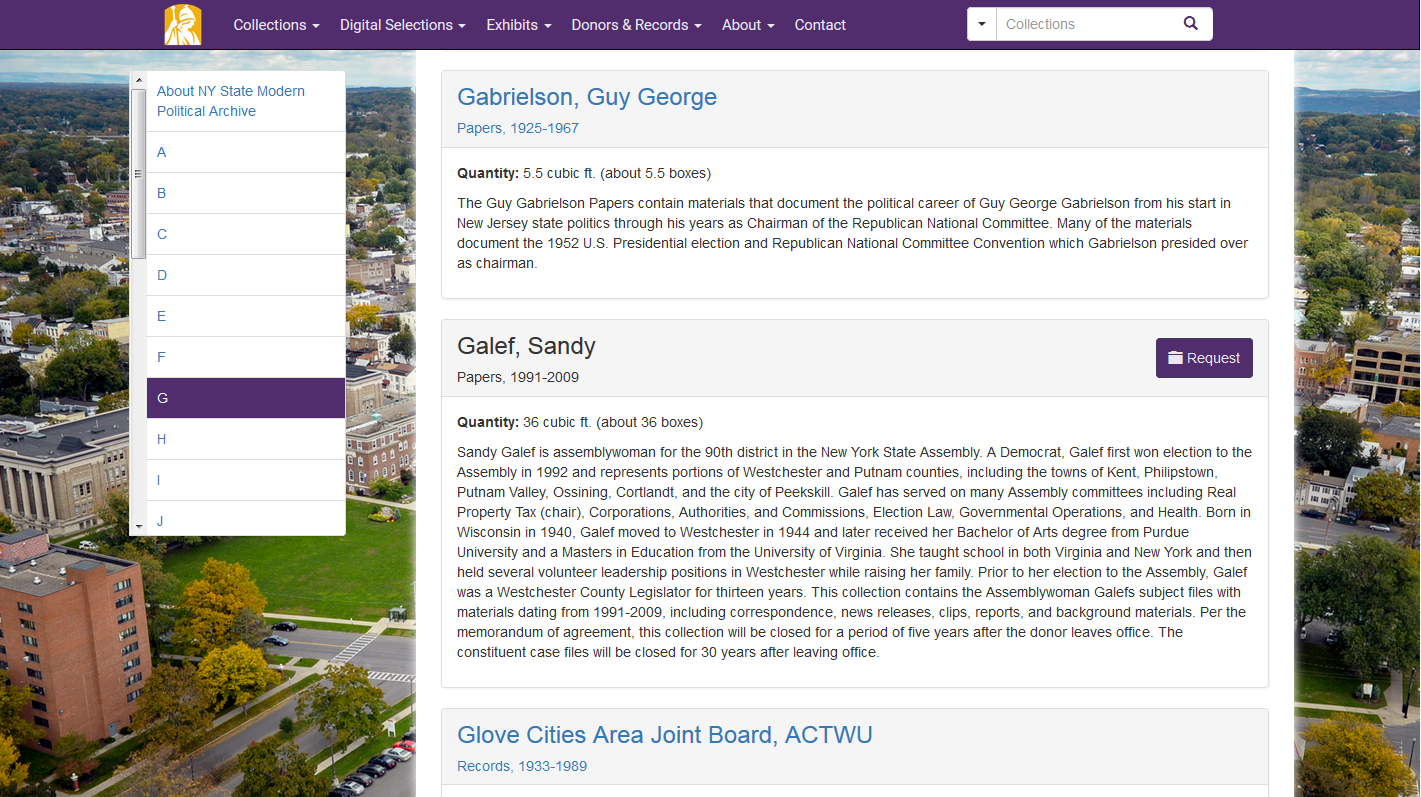 Collections Digital Selections Exhibits Donors & Records About Contact Collections
About NY State Modern
Political Archive
A
B
C
D
E
F
G
H
I
J
Gabrielson, Guy George
Papers, 1925-1967
Quantity: 5.5 cubic ft. (about 5.5 boxes)
The Guy Gabrielson Papers contain materials that document the political career of Guy George Gabrielson from his start in
New Jersey state politics through his years as Chairman of the Republican National Committee. Many of the materials
document the 1952 U.S. Presidential election and Republican National Committee Convention which Gabrielson presided over
as chairman.
Galef, Sandy
Request
Papers, 1991-2009
Quantity: 36 cubic ft. (about 36 boxes)
Sandy Galef is assemblywoman for the 90th district in the New York State Assembly. A Democrat, Galef first won election to the
Assembly in 1992 and represents portions of Westchester and Putnam counties, including the towns of Kent, Philipstown,
Putnam Valley, Ossining, Cortlandt, and the city of Peekskill. Galef has served on many Assembly committees including Real
Property Tax (chair), Corporations, Authorities, and Commissions, Election Law, Governmental Operations, and Health. Born in
Wisconsin in 1940, Galef moved to Westchester in 1944 and later received her Bachelor of Arts degree from Purdue
University and a Masters in Education from the University of Virginia. She taught school in both Virginia and New York and then
held several volunteer leadership positions in Westchester while raising her family. Prior to her election to the Assembly, Galef
was a Westchester County Legislator for thirteen years. This collection contains the Assemblywoman Galefs subject files with
materials dating from 1991-2009, including correspondence, news releases, clips, reports, and background materials. Per the
memorandum of agreement, this collection will be closed for a period of five years after the donor leaves office. The
constituent case files will be closed for 30 years after leaving office.
Glove Cities Area Joint Board, ACTWU
Records, 1933-1989